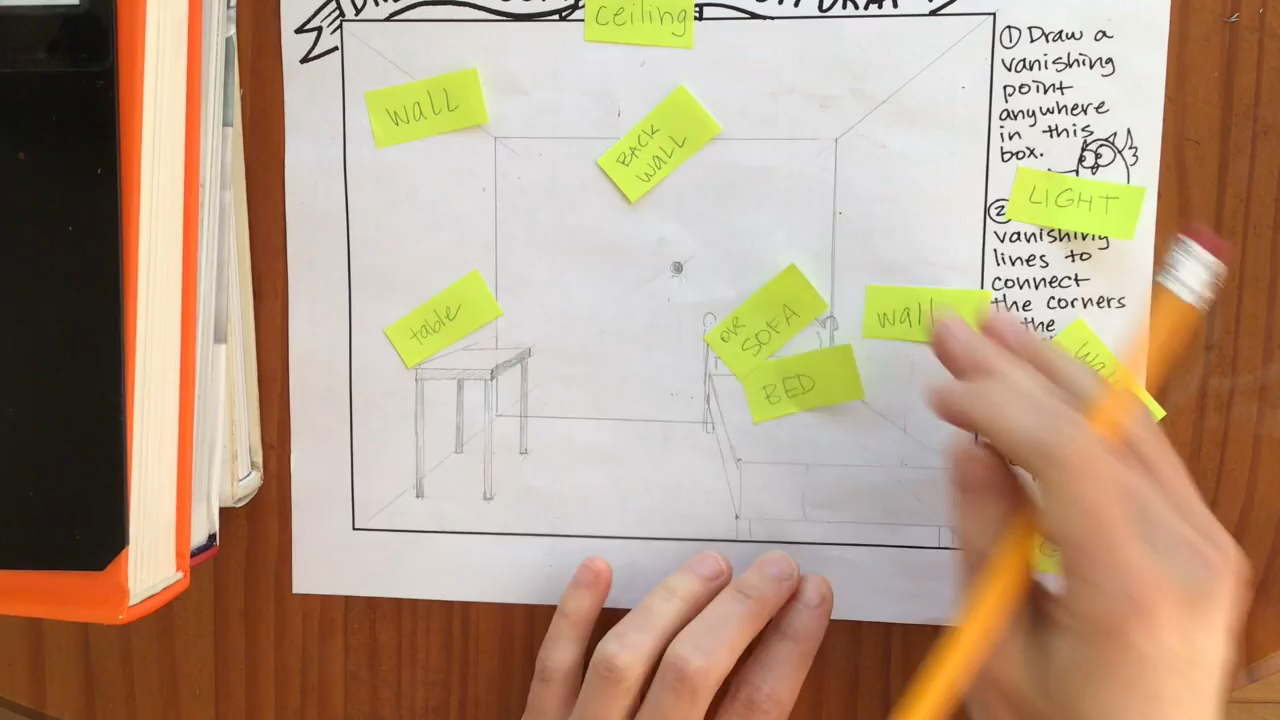 ceiling
wall
BACK
WALL
table
OR
SOFA
BED
wall
① Draw a
vanishing
point
anywhere
in this
box.
LIGHT
②
vanishing
lines to
connect
the corners
the